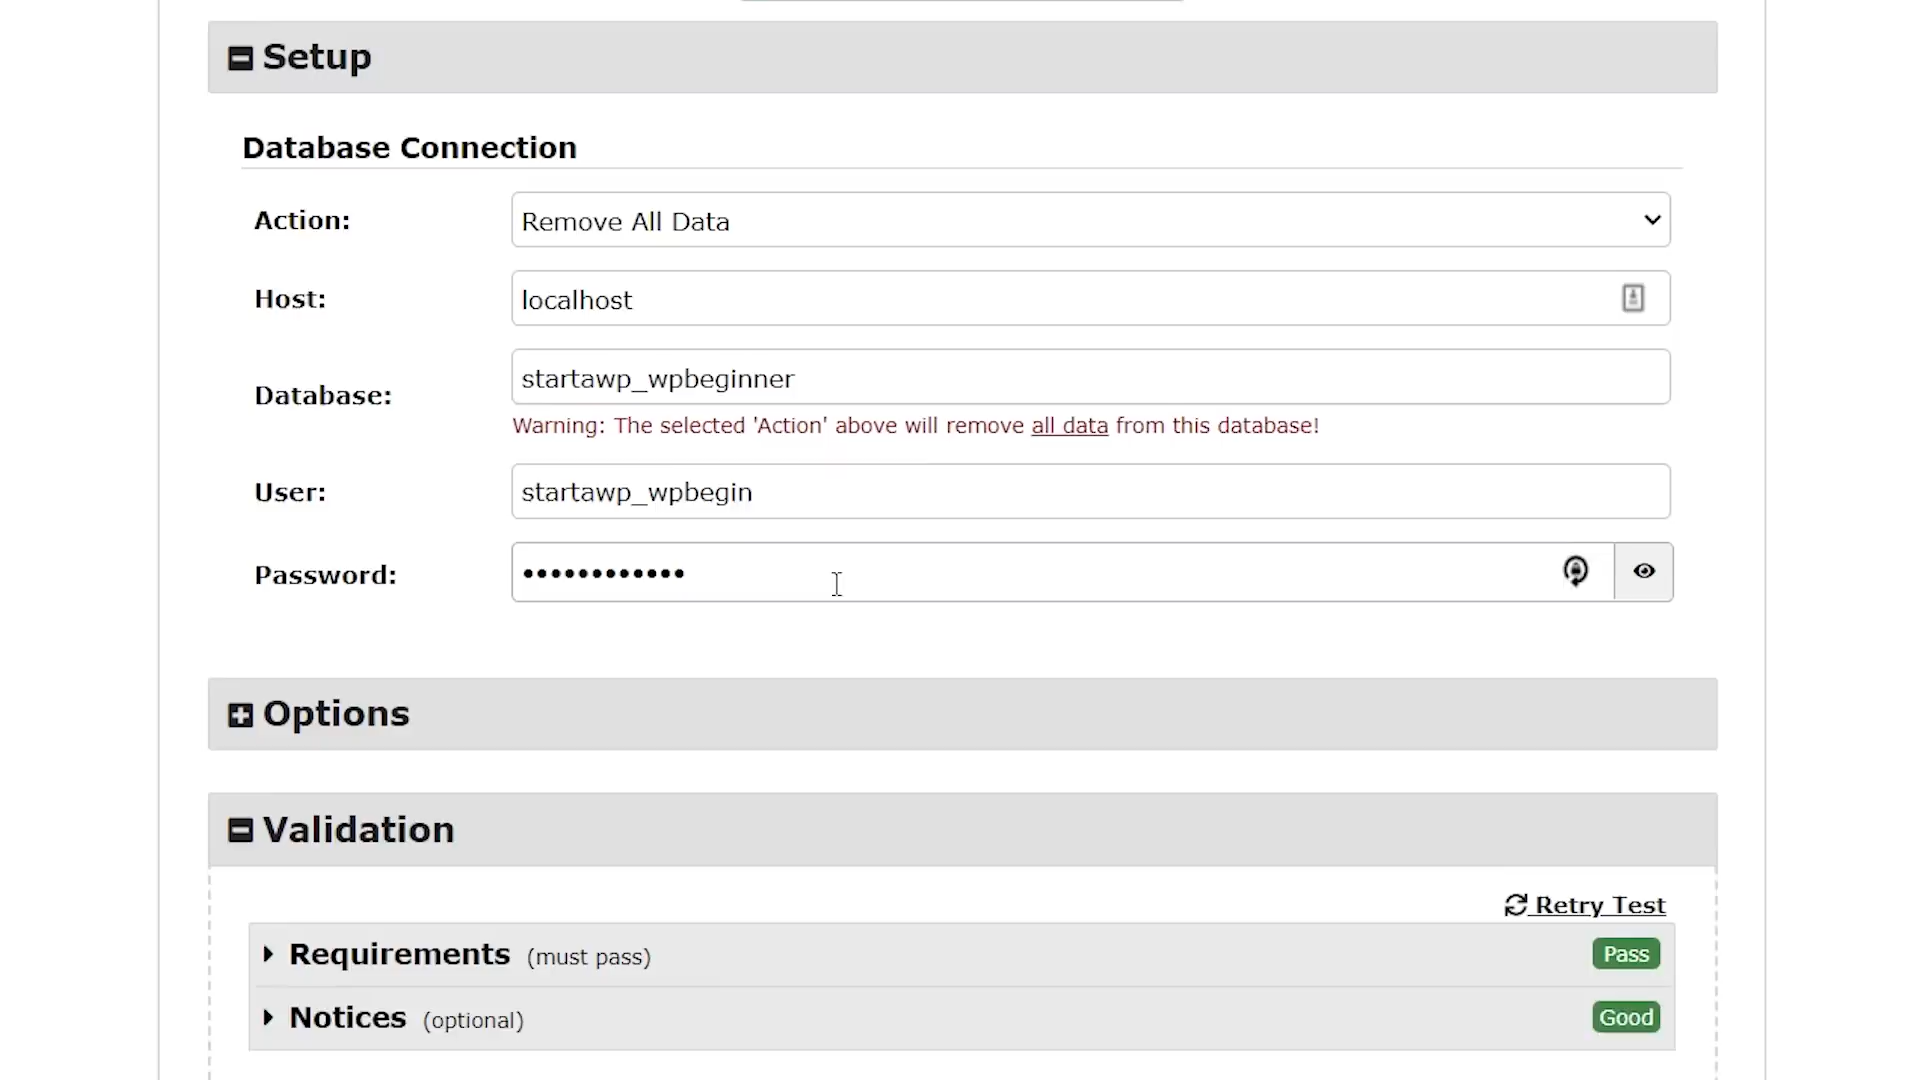 Setup
Database Connection
Action:
Remove All Data
Host:
localhost
Database:
startawp_wpbeginner
Warning: The selected 'Action' above will remove all data from this database!
User:
startawp_wpbegin
Password:
••••••••••••
Options
Validation
Retry Test
Requirements (must pass)
Pass
Notices (optional)
Good